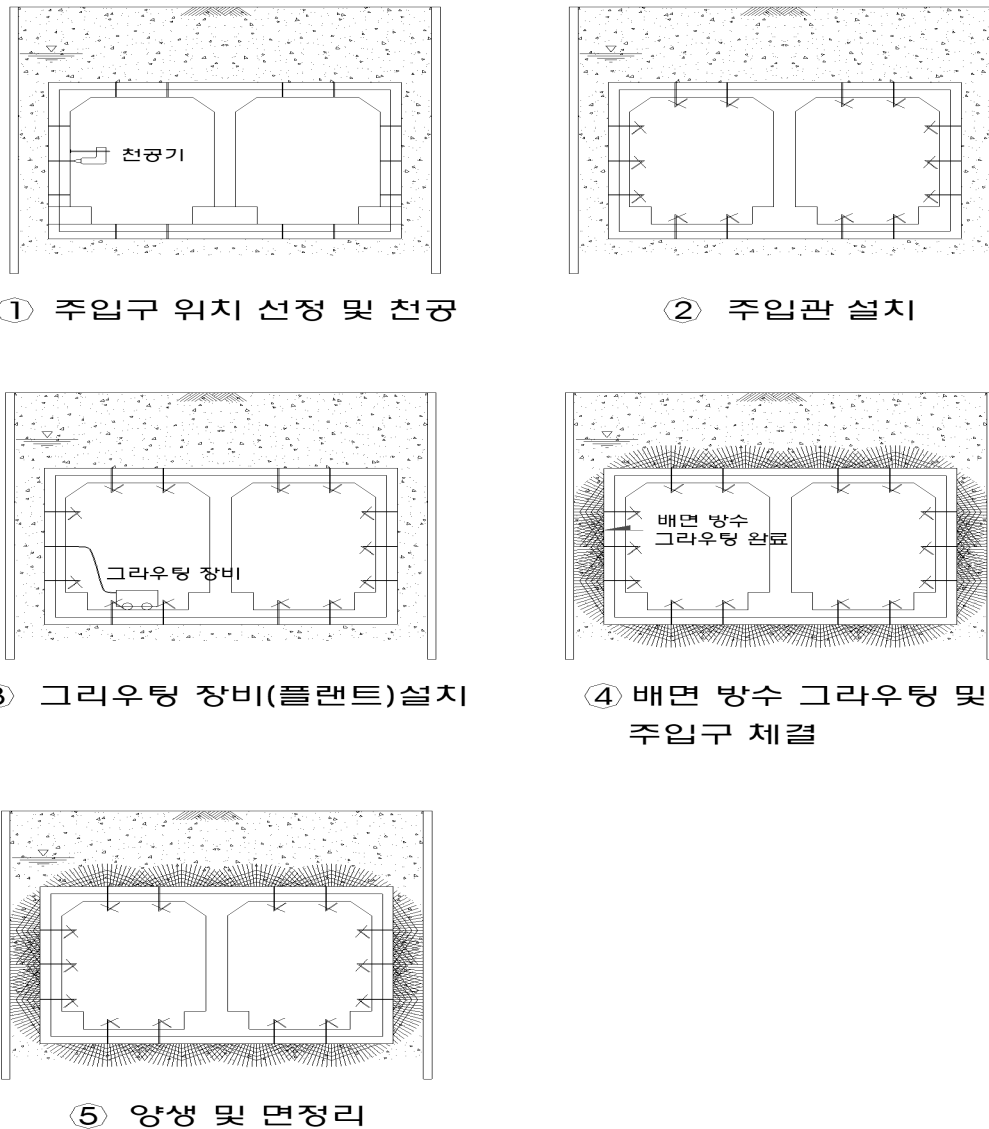 천공기
① 주입구 위치 선정 및 천공
② 주입관 설치
그라우팅 장비
③ 그리우팅 장비(플랜트)설치
배면 방수
그라우팅 완료
④ 배면 방수 그라우팅 및
주입구 체결
⑤ 양생 및 면정리